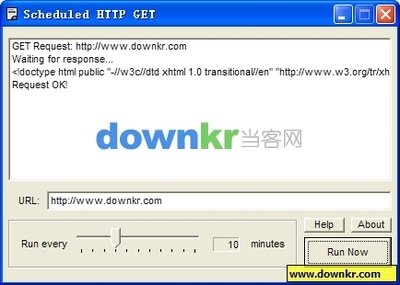 Scheduled HTTP GET
GET Request: http://www.downkr.com
Waiting for response...
<!doctype html public "-//w3c//dtd xhtml 1.0 transitional//en" "http://www.w3.org/tr/xh
Request OK!
downkr当客网
URL: http://www.downkr.com
Help About
Run every 10 minutes
Run Now
www.downkr.com